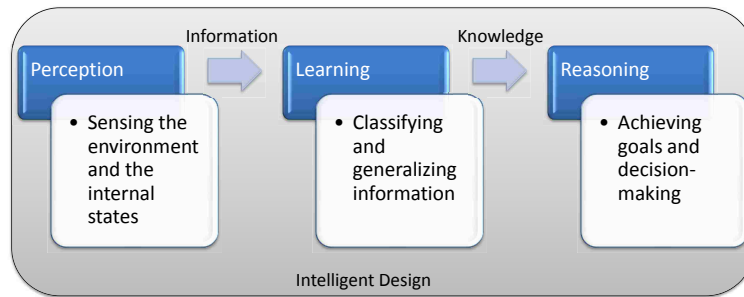 Information
Knowledge
Perception
Learning
Reasoning
• Sensing the
environment
and the
internal
states
• Classifying
and
generalizing
information
• Achieving
goals and
decision-
making
Intelligent Design